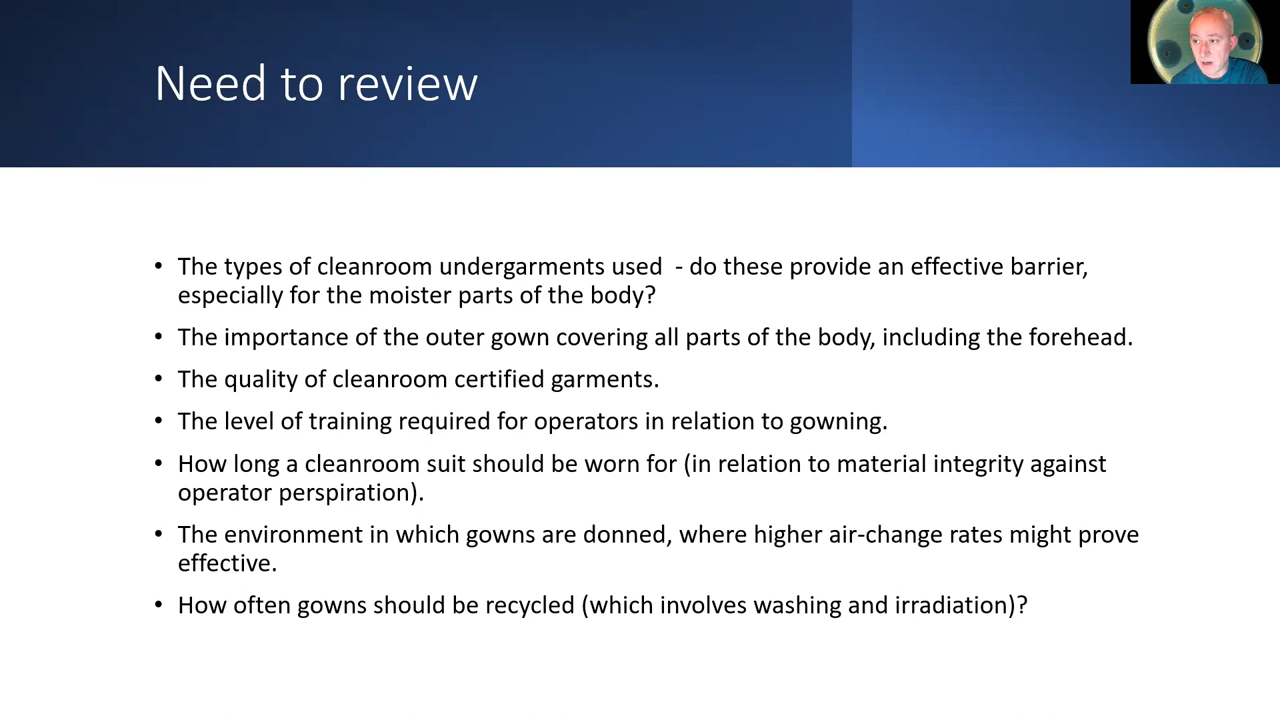 Need to review
• The types of cleanroom undergarments used  - do these provide an effective barrier,
especially for the moister parts of the body?
• The importance of the outer gown covering all parts of the body, including the forehead.
• The quality of cleanroom certified garments.
• The level of training required for operators in relation to gowning.
• How long a cleanroom suit should be worn for (in relation to material integrity against
operator perspiration).
• The environment in which gowns are donned, where higher air-change rates might prove
effective.
• How often gowns should be recycled (which involves washing and irradiation)?